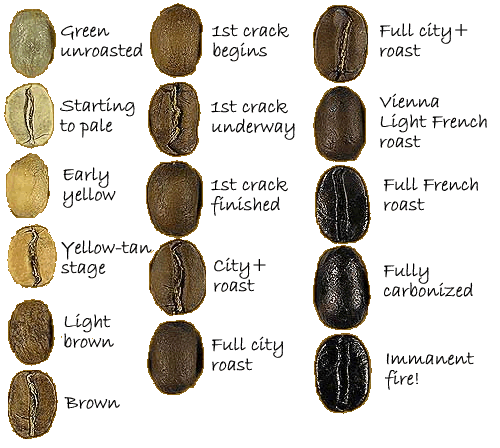 Green
unroasted
Starting
to pale
Early
yellow
Yellow-tan
stage
Light
brown
Brown
1st crack
begins
1st crack
underway
1st crack
finished
City+
roast
Full city
roast
Full city+
roast
Vienna
Light French
roast
Full French
roast
Fully
carbonized
Immanent
fire!